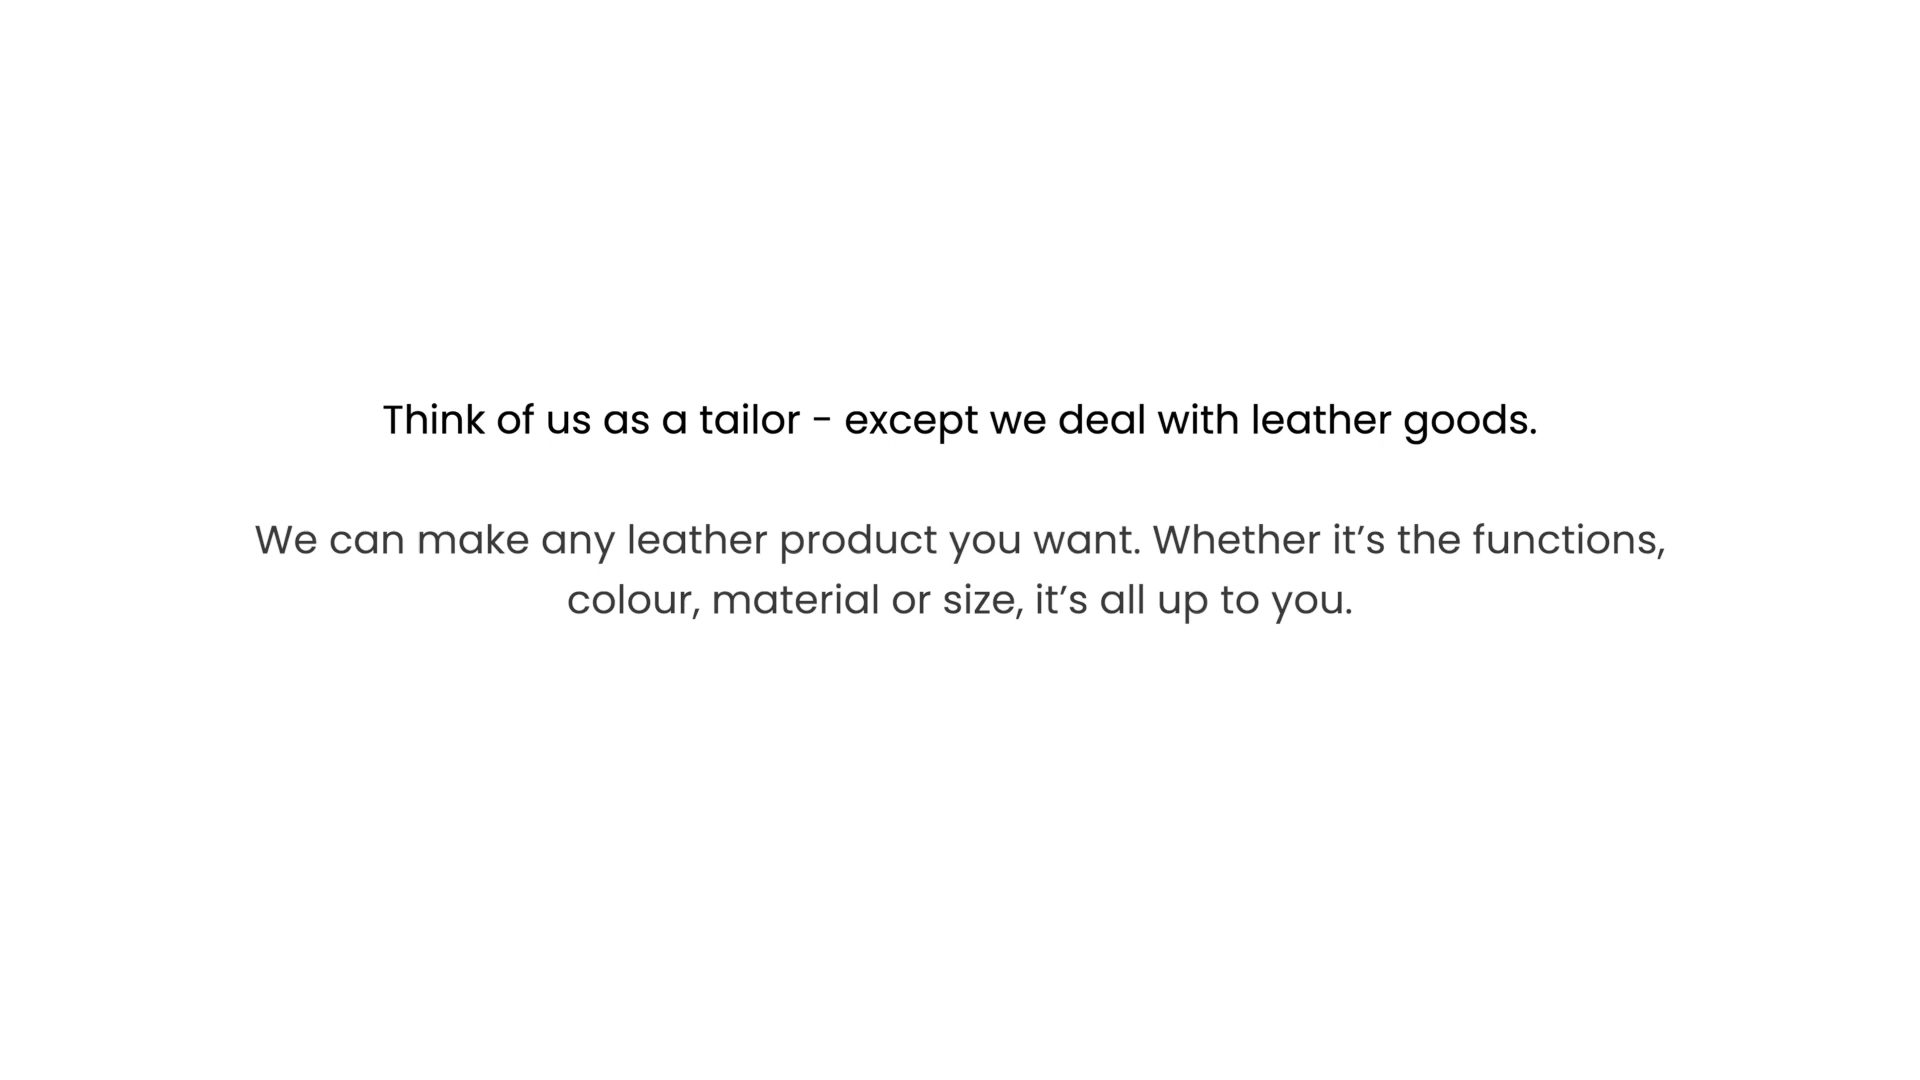 Think of us as a tailor - except we deal with leather goods.
We can make any leather product you want. Whether it’s the functions,
colour, material or size, it’s all up to you.